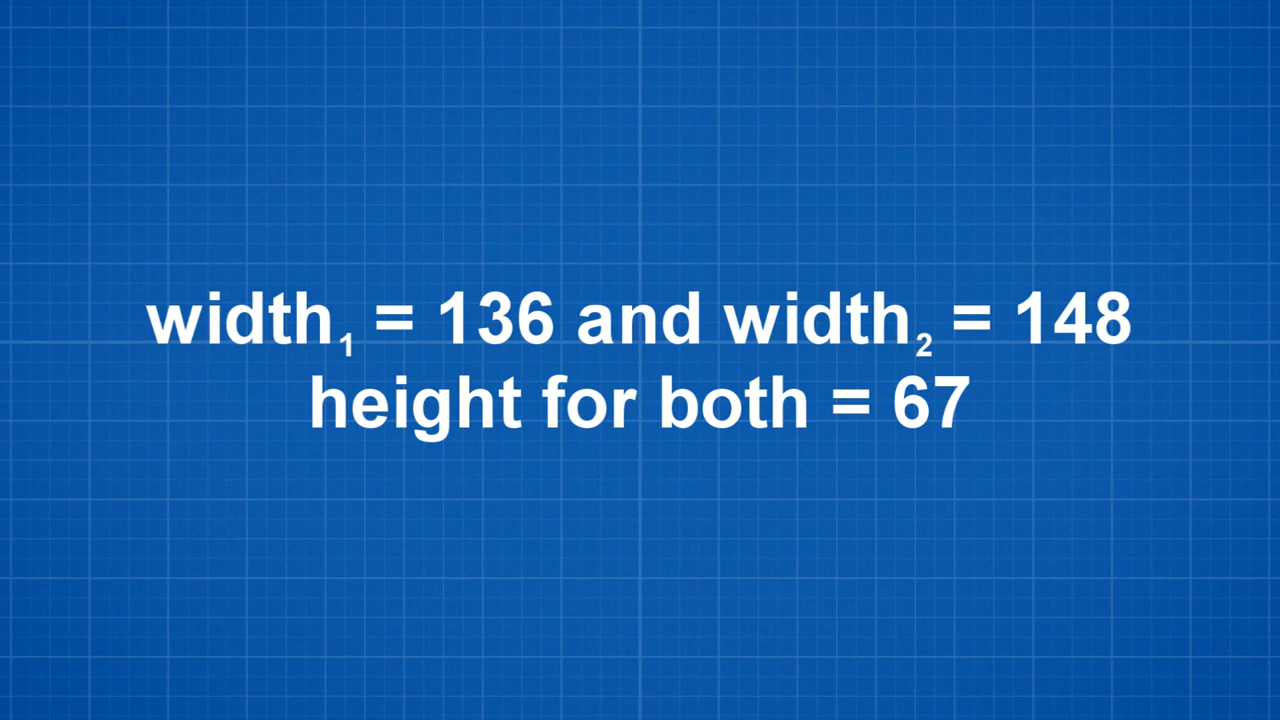 width₁ = 136 and width₂ = 148
height for both = 67